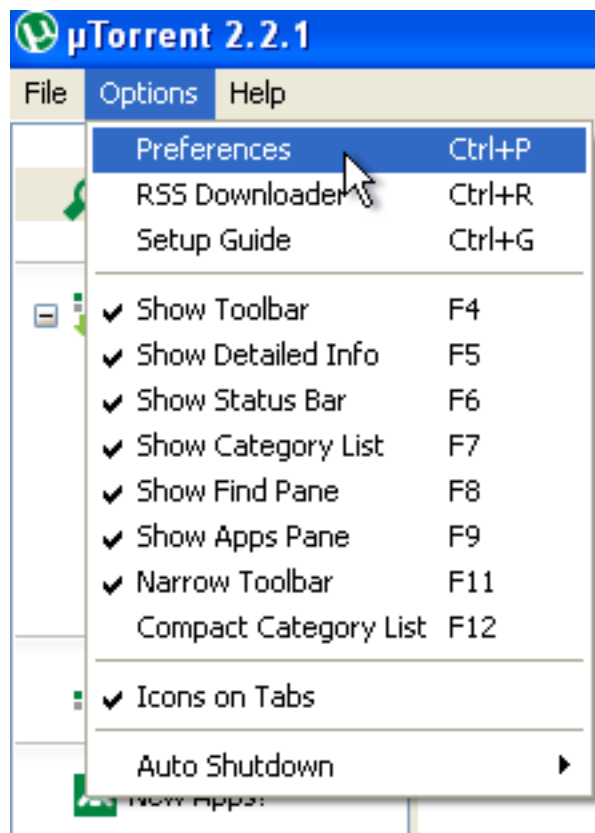 µTorrent 2.2.1
File Options Help
Preferences Ctrl+P
RSS Downloader Ctrl+R
Setup Guide Ctrl+G
Show Toolbar F4
Show Detailed Info F5
Show Status Bar F6
Show Category List F7
Show Find Pane F8
Show Apps Pane F9
Narrow Toolbar F11
Compact Category List F12
Icons on Tabs
Auto Shutdown
New Apps?